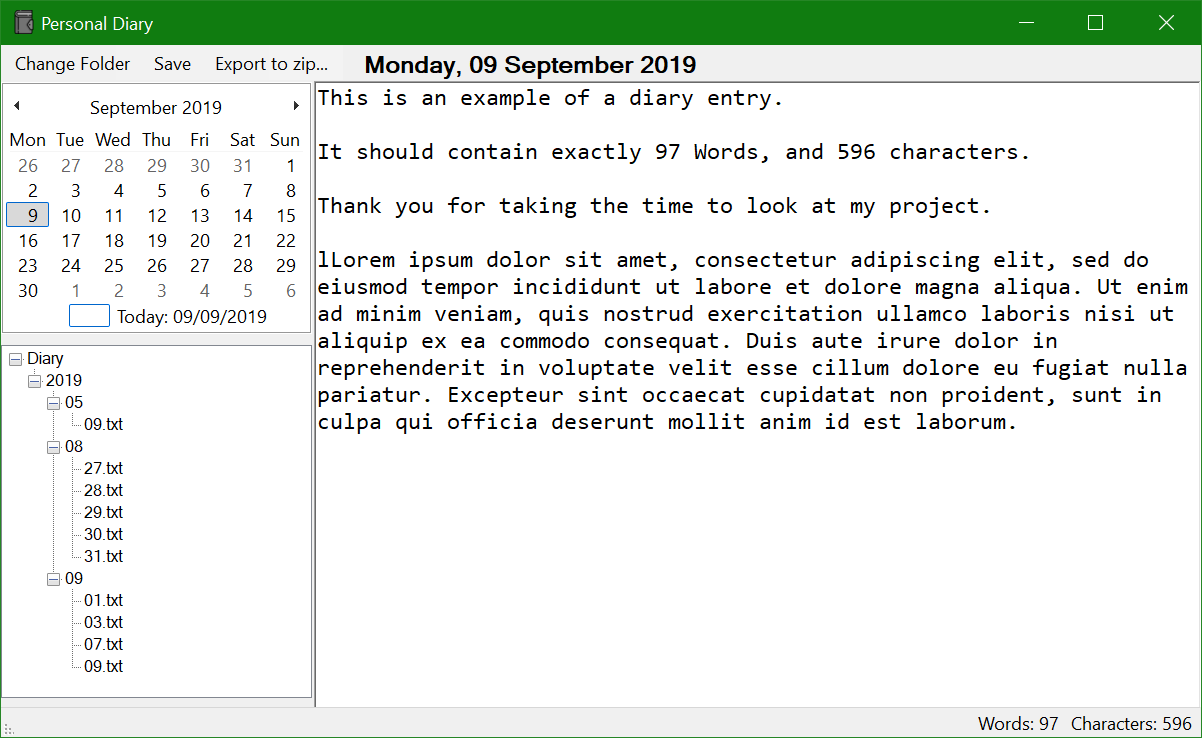 Personal Diary
Change Folder Save Export to zip... Monday, 09 September 2019
September 2019
Mon Tue Wed Thu Fri Sat Sun
26 27 28 29 30 31 1
2 3 4 5 6 7 8
9 10 11 12 13 14 15
16 17 18 19 20 21 22
23 24 25 26 27 28 29
30 1 2 3 4 5 6
Today: 09/09/2019
Diary
2019
05
09.txt
08
27.txt
28.txt
29.txt
30.txt
31.txt
09
01.txt
03.txt
07.txt
09.txt
This is an example of a diary entry.
It should contain exactly 97 Words, and 596 characters.
Thank you for taking the time to look at my project.
lLorem ipsum dolor sit amet, consectetur adipiscing elit, sed do
eiusmod tempor incididunt ut labore et dolore magna aliqua. Ut enim
ad minim veniam, quis nostrud exercitation ullamco laboris nisi ut
aliquip ex ea commodo consequat. Duis aute irure dolor in
reprehenderit in voluptate velit esse cillum dolore eu fugiat nulla
pariatur. Excepteur sint occaecat cupidatat non proident, sunt in
culpa qui officia deserunt mollit anim id est laborum.
Words: 97 Characters: 596